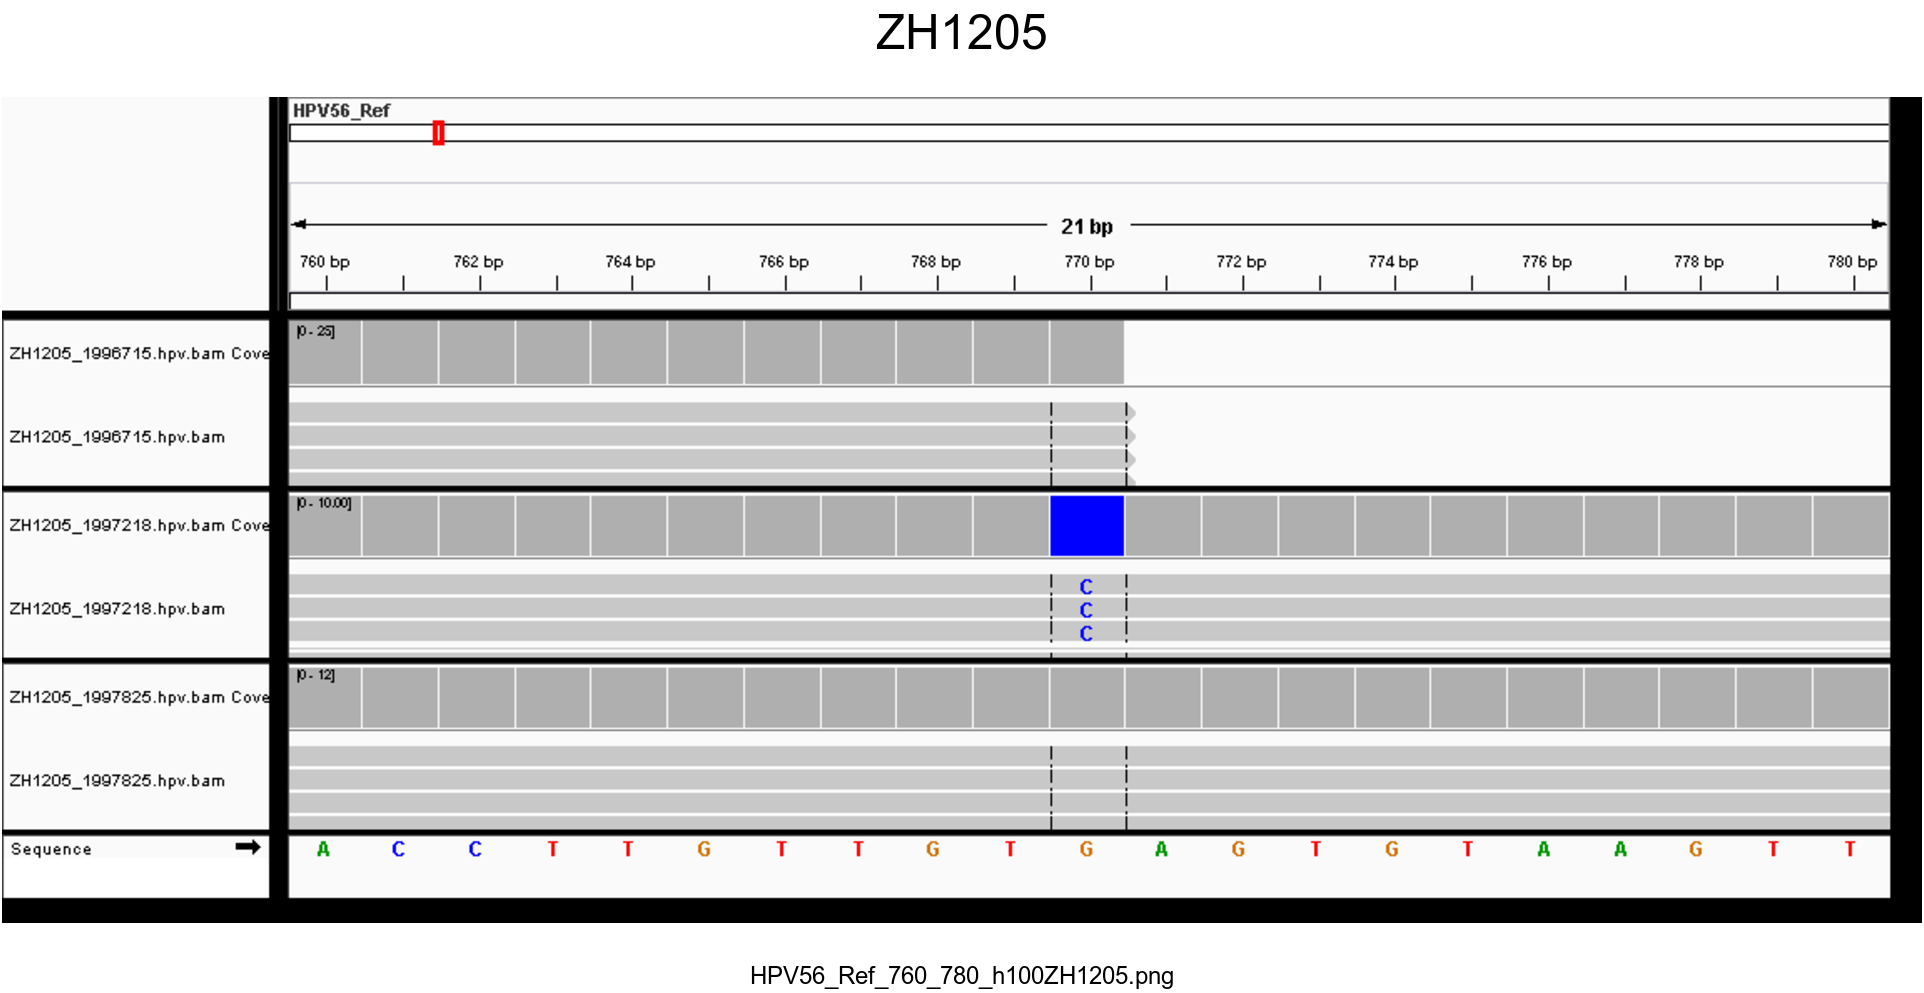 ZH1205
HPV56_Ref
21 bp
760 bp 762 bp 764 bp 766 bp 768 bp 770 bp 772 bp 774 bp 776 bp 778 bp 780 bp
[0 - 25]
ZH1205_1996715.hpv.bam Cove
ZH1205_1996715.hpv.bam
[0 - 10.00]
ZH1205_1997218.hpv.bam Cove
C
ZH1205_1997218.hpv.bam C
C
[0 - 12]
ZH1205_1997825.hpv.bam Cove
ZH1205_1997825.hpv.bam
Sequence A C C T T G T T G T G A G T G T A A G T T
HPV56_Ref_760_780_h100ZH1205.png